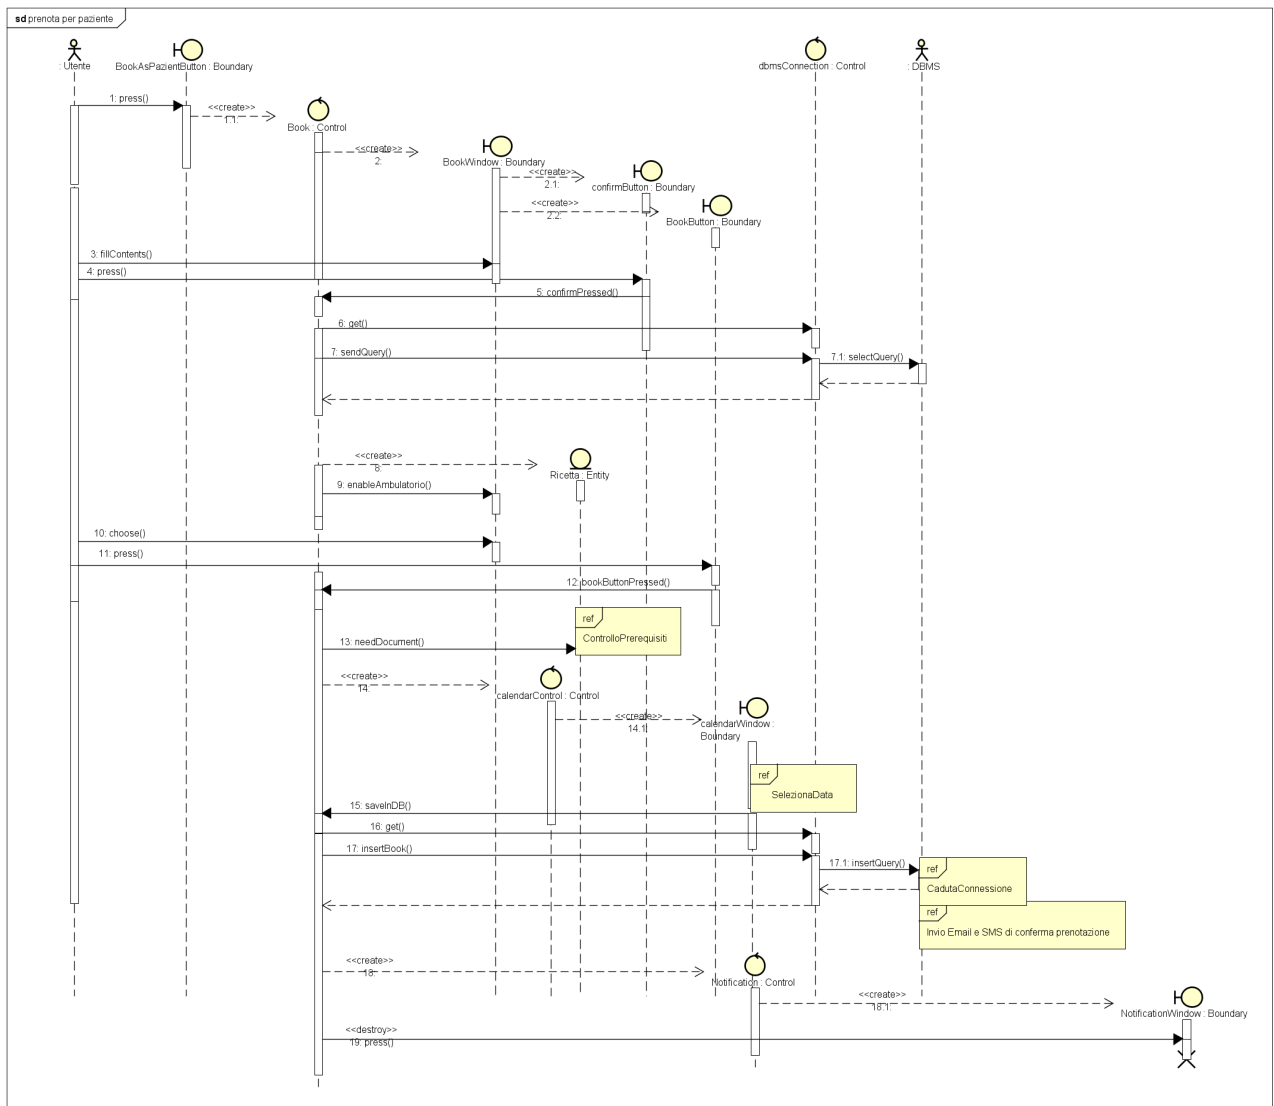 sd prenota per paziente
: Utente
BookAsPazientButton : Boundary
dbmsConnection : Control
: DBMS
1: press()
<<create>>
1.1:
Book : Control
<<create>>
2:
BookWindow : Boundary
<<create>>
2.1:
confirmButton : Boundary
<<create>>
2.2:
BookButton : Boundary
3: fillContents()
4: press()
5: confirmPressed()
6: get()
7: sendQuery()
7.1: selectQuery()
<<create>>
8:
Ricetta : Entity
9: enableAmbulatorio()
10: choose()
11: press()
12: bookButtonPressed()
ref
ControlloPrerequisiti
13: needDocument()
<<create>>
14:
calendarControl : Control
<<create>>
14.1:
calendarWindow :
Boundary
ref
SelezionaData
15: saveInDB()
16: get()
17: insertBook()
17.1: insertQuery()
ref
CadutaConnessione
ref
Invio Email e SMS di conferma prenotazione
<<create>>
18:
Notification : Control
<<create>>
18.1:
NotificationWindow : Boundary
<<destroy>>
19: press()